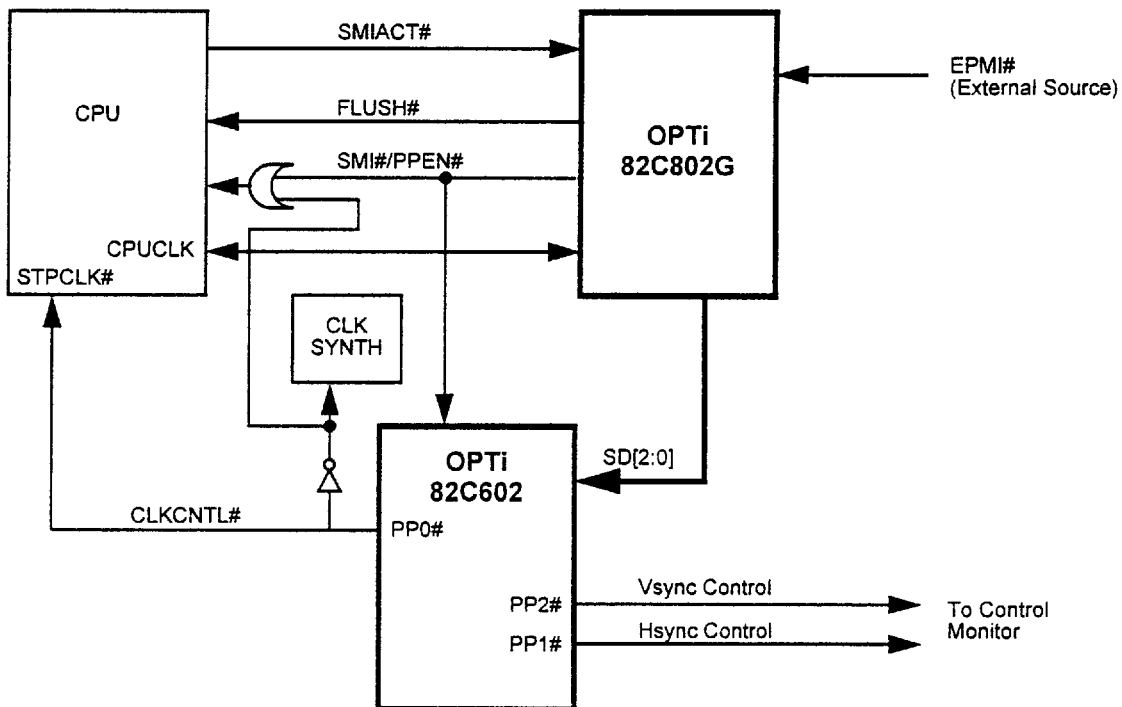 SMIACT#
EPMI#
(External Source)
CPU
FLUSH#
OPTi
82C802G
SMI#/PPEN#
CPUCLK
STPCLK#
CLK
SYNTH
OPTi
82C602
SD[2:0]
CLKCNTL#
PP0#
PP2#
Vsync Control
To Control
Monitor
PP1#
Hsync Control